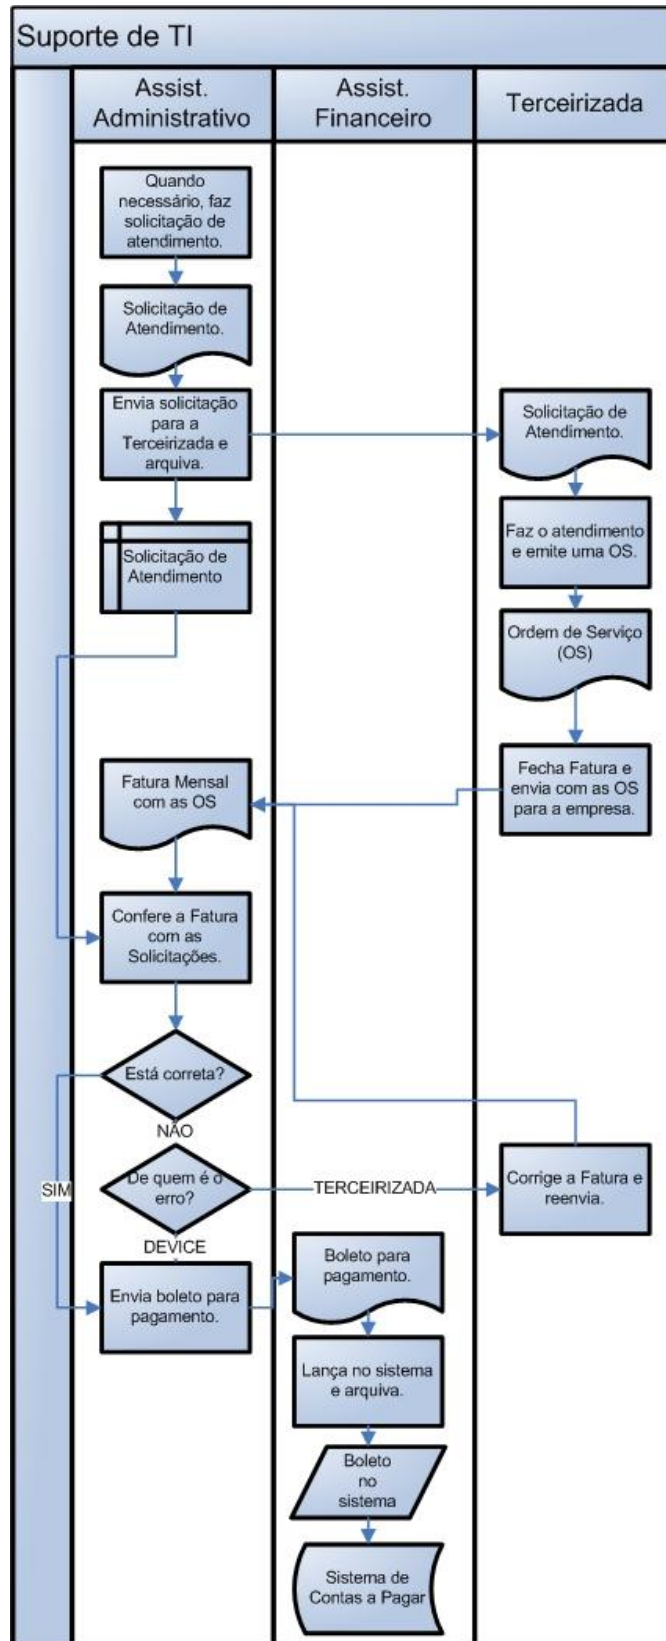 Suporte de TI
Assist.
Administrativo
Assist.
Financeiro
Terceirizada
Quando
necessário, faz
solicitação de
atendimento.
Solicitação de
Atendimento.
Envia solicitação
para a
Terceirizada e
arquiva.
Solicitação de
Atendimento.
Solicitação de
Atendimento
Faz o atendimento
e emite uma OS.
Ordem de Serviço
(OS)
Fecha Fatura e
envia com as OS
para a empresa.
Fatura Mensal
com as OS
Confere a Fatura
com as
Solicitações.
Está correta?
NÃO
SIM
De quem é o
erro?
TERCEIRIZADA
Corrige a Fatura e
reenvia.
DEVICE
Envia boleto para
pagamento.
Boleto para
pagamento.
Lança no sistema
e arquiva.
Boleto
no
sistema
Sistema de
Contas a Pagar